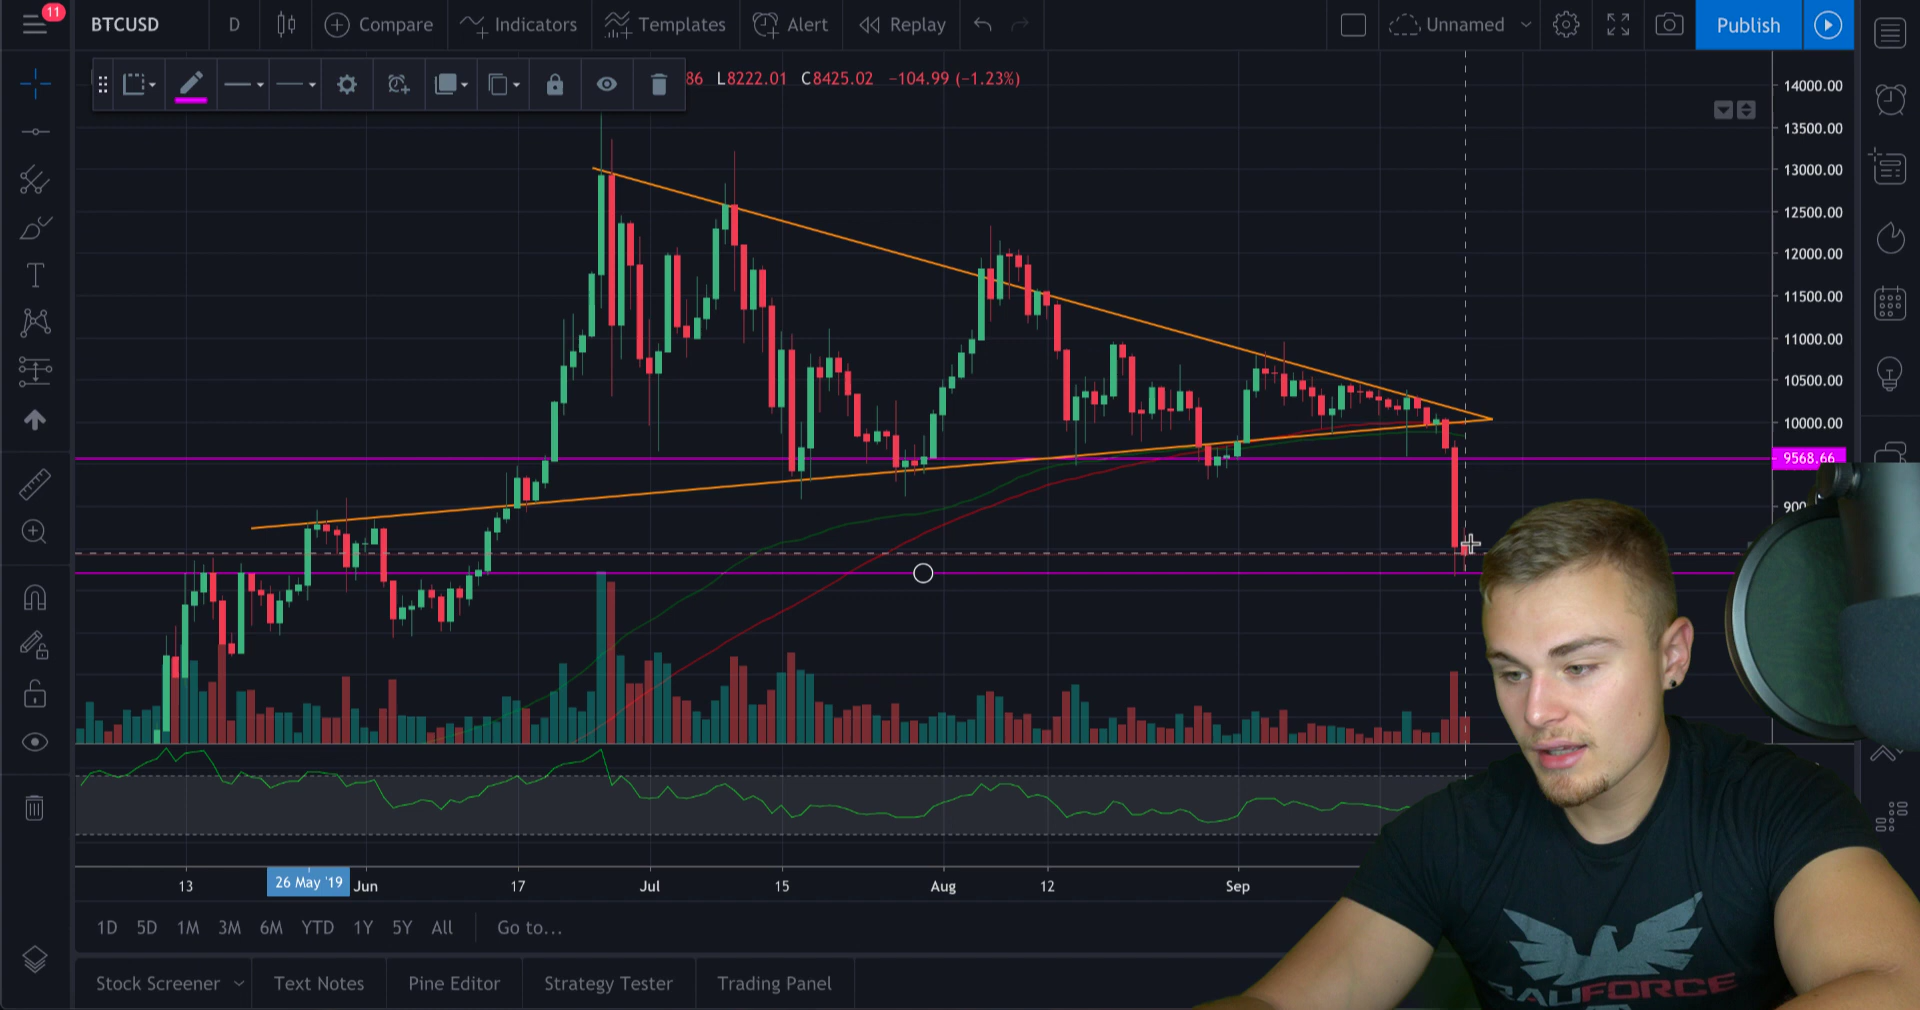 11
BTCUSD D Compare Indicators Templates Alert Replay Unnamed Publish
86 L8222.01 C8425.02 −104.99 (−1.23%)
14000.00
13500.00
13000.00
12500.00
12000.00
11500.00
11000.00
10500.00
10000.00
9568.66
13 26 May '19 Jun 17 Jul 15 Aug 12 Sep
1D 5D 1M 3M 6M YTD 1Y 5Y All Go to...
Stock Screener Text Notes Pine Editor Strategy Tester Trading Panel